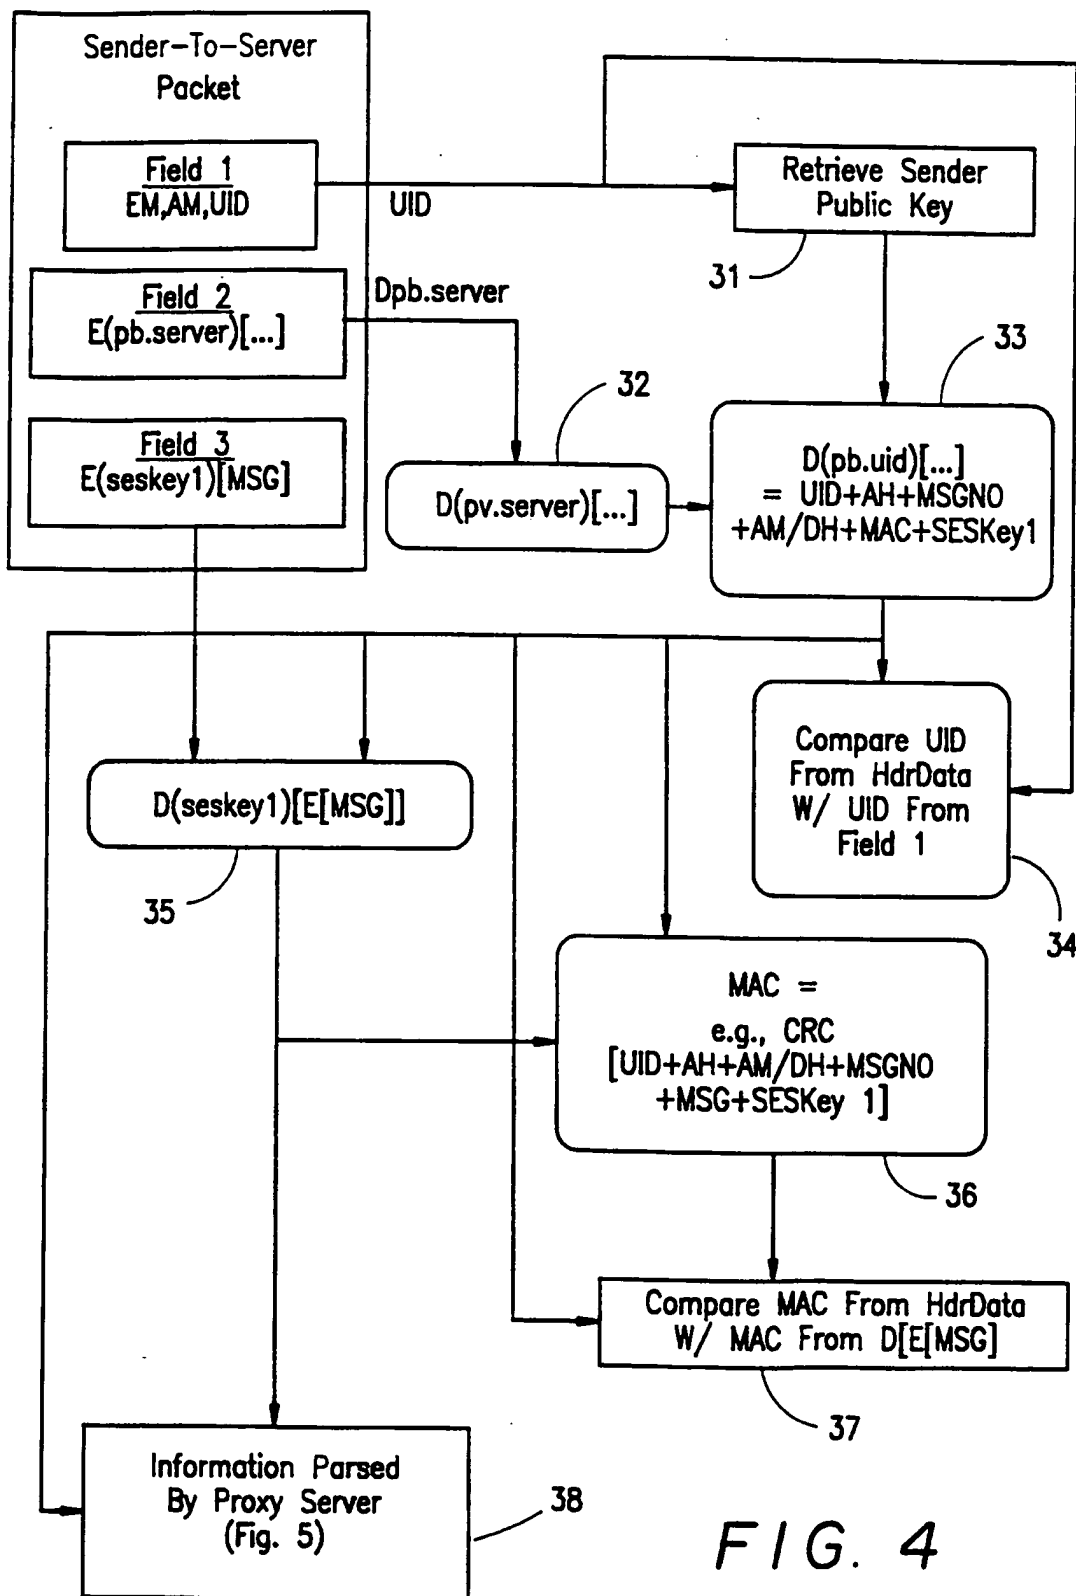 Sender-To-Server
Packet
Field 1
EM,AM,UID
UID
Retrieve Sender
Public Key
31
Field 2
E(pb.server)[...]
Dpb.server
33
32
Field 3
E(seskey1)[MSG]
D(pv.server)[...]
D(pb.uid)[...]
= UID+AH+MSGNO
+AM/DH+MAC+SESKey1
Compare UID
From HdrData
W/ UID From
Field 1
D(seskey1)[E[MSG]]
35
34
MAC =
e.g., CRC
[UID+AH+AM/DH+MSGNO
+MSG+SESKey 1]
36
Compare MAC From HdrData
W/ MAC From D[E[MSG]
37
Information Parsed
By Proxy Server
(Fig. 5)
38
FIG. 4